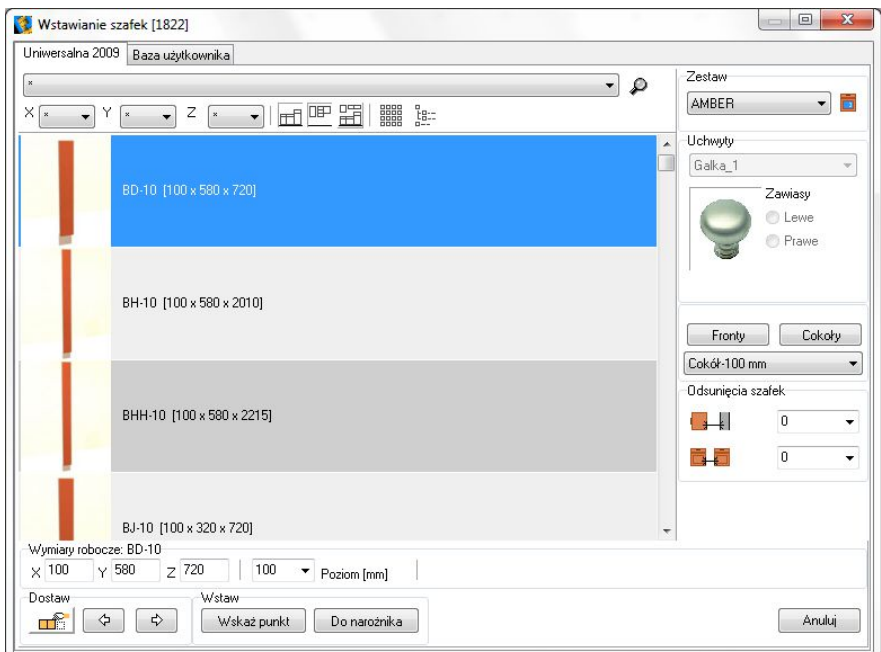 Wstawianie szafek [1822]
Uniwersalna 2009 Baza użytkownika
*
X * Y * Z *
BD-10 [100 x 580 x 720]
BH-10 [100 x 580 x 2010]
BHH-10 [100 x 580 x 2215]
BJ-10 [100 x 320 x 720]
Zestaw
AMBER
Uchwyty
Galka_1
Zawiasy
Lewe
Prawe
Fronty Cokoły
Cokół-100 mm
Odsunięcia szafek
0
0
Wymiary robocze: BD-10
X 100 Y 580 Z 720 100 Poziom [mm]
Dostaw Wstaw
Wskaż punkt Do narożnika Anuluj